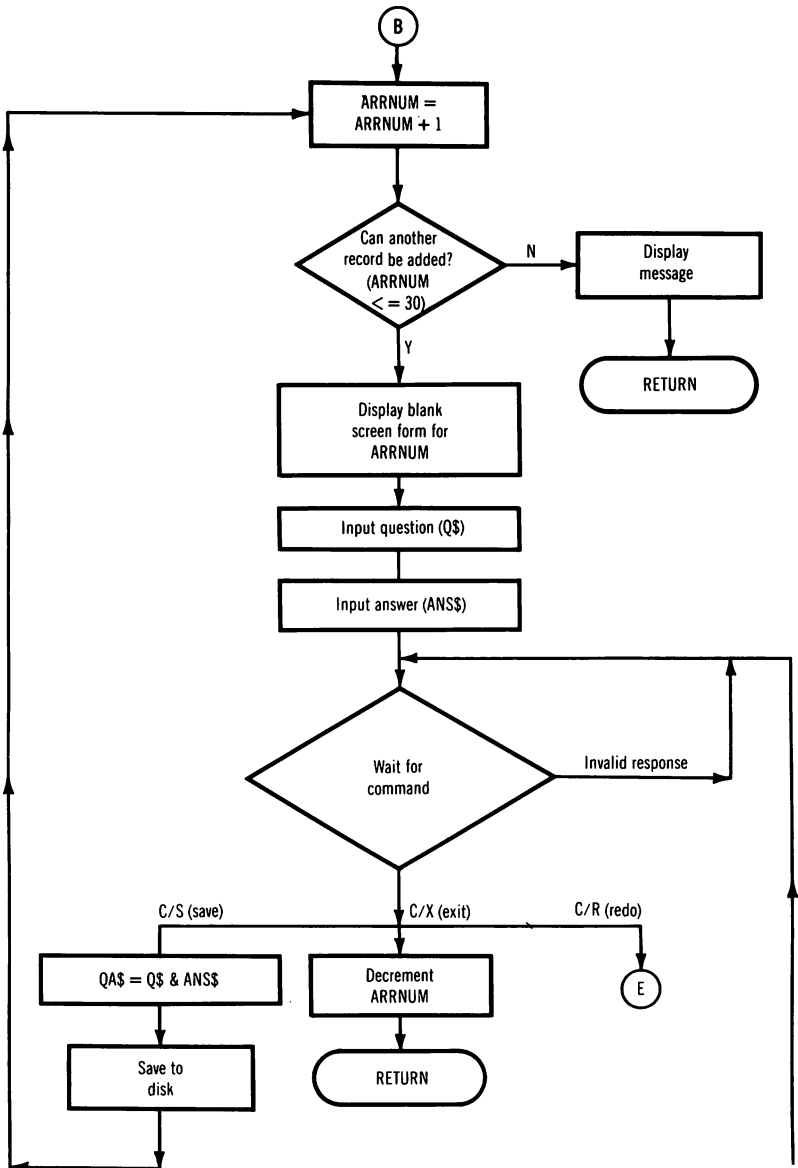 B
ARRNUM =
ARRNUM + 1
Can another
record be added?
(ARRNUM
< = 30)
N
Display
message
Y
RETURN
Display blank
screen form for
ARRNUM
Input question (Q$)
Input answer (ANS$)
Wait for
command
Invalid response
C/S (save)
C/X (exit)
C/R (redo)
QA$ = Q$ & ANS$
Decrement
ARRNUM
E
Save to
disk
RETURN